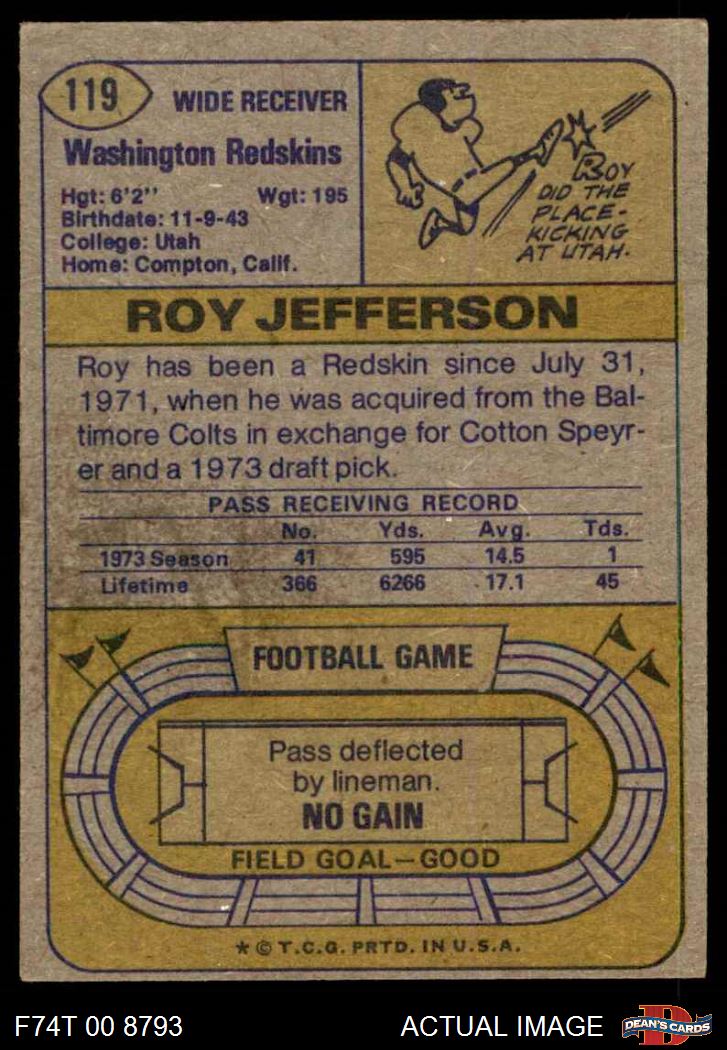 119
WIDE RECEIVER
Washington Redskins
Hgt: 6'2" Wgt: 195
Birthdate: 11-9-43
College: Utah
Home: Compton, Calif.
ROY
DID THE
PLACE-
KICKING
AT UTAH.
ROY JEFFERSON
Roy has been a Redskin since July 31,
1971, when he was acquired from the Bal-
timore Colts in exchange for Cotton Speyr-
er and a 1973 draft pick.
PASS RECEIVING RECORD
No. Yds. Avg. Tds.
1973 Season 41 595 14.5 1
Lifetime 366 6266 17.1 45
FOOTBALL GAME
Pass deflected
by lineman.
NO GAIN
FIELD GOAL—GOOD
* © T.C.G. PRTD. IN U.S.A.
F74T 00 8793 ACTUAL IMAGE
D
DEAN'S CARDS